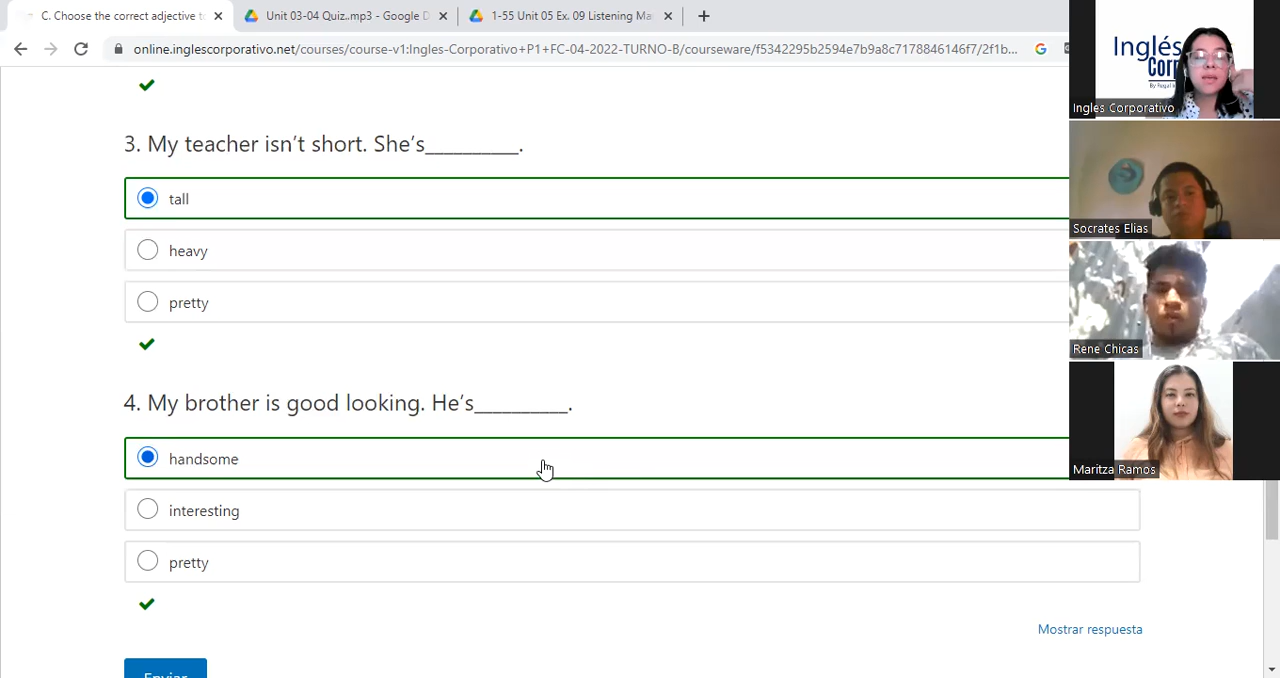 C. Choose the correct adjective t
Unit 03-04 Quiz..mp3 - Google D
1-55 Unit 05 Ex. 09 Listening Ma
online.inglescorporativo.net/courses/course-v1:Ingles-Corporativo+P1+FC-04-2022-TURNO-B/courseware/f5342295b2594e7b9a8c7178846146f7/2f1b...
3. My teacher isn’t short. She’s__________.
tall
heavy
pretty
4. My brother is good looking. He’s__________.
handsome
interesting
pretty
Mostrar respuesta
Enviar
Inglés
Corp
Ingles Corporativo
Socrates Elias
Rene Chicas
Maritza Ramos